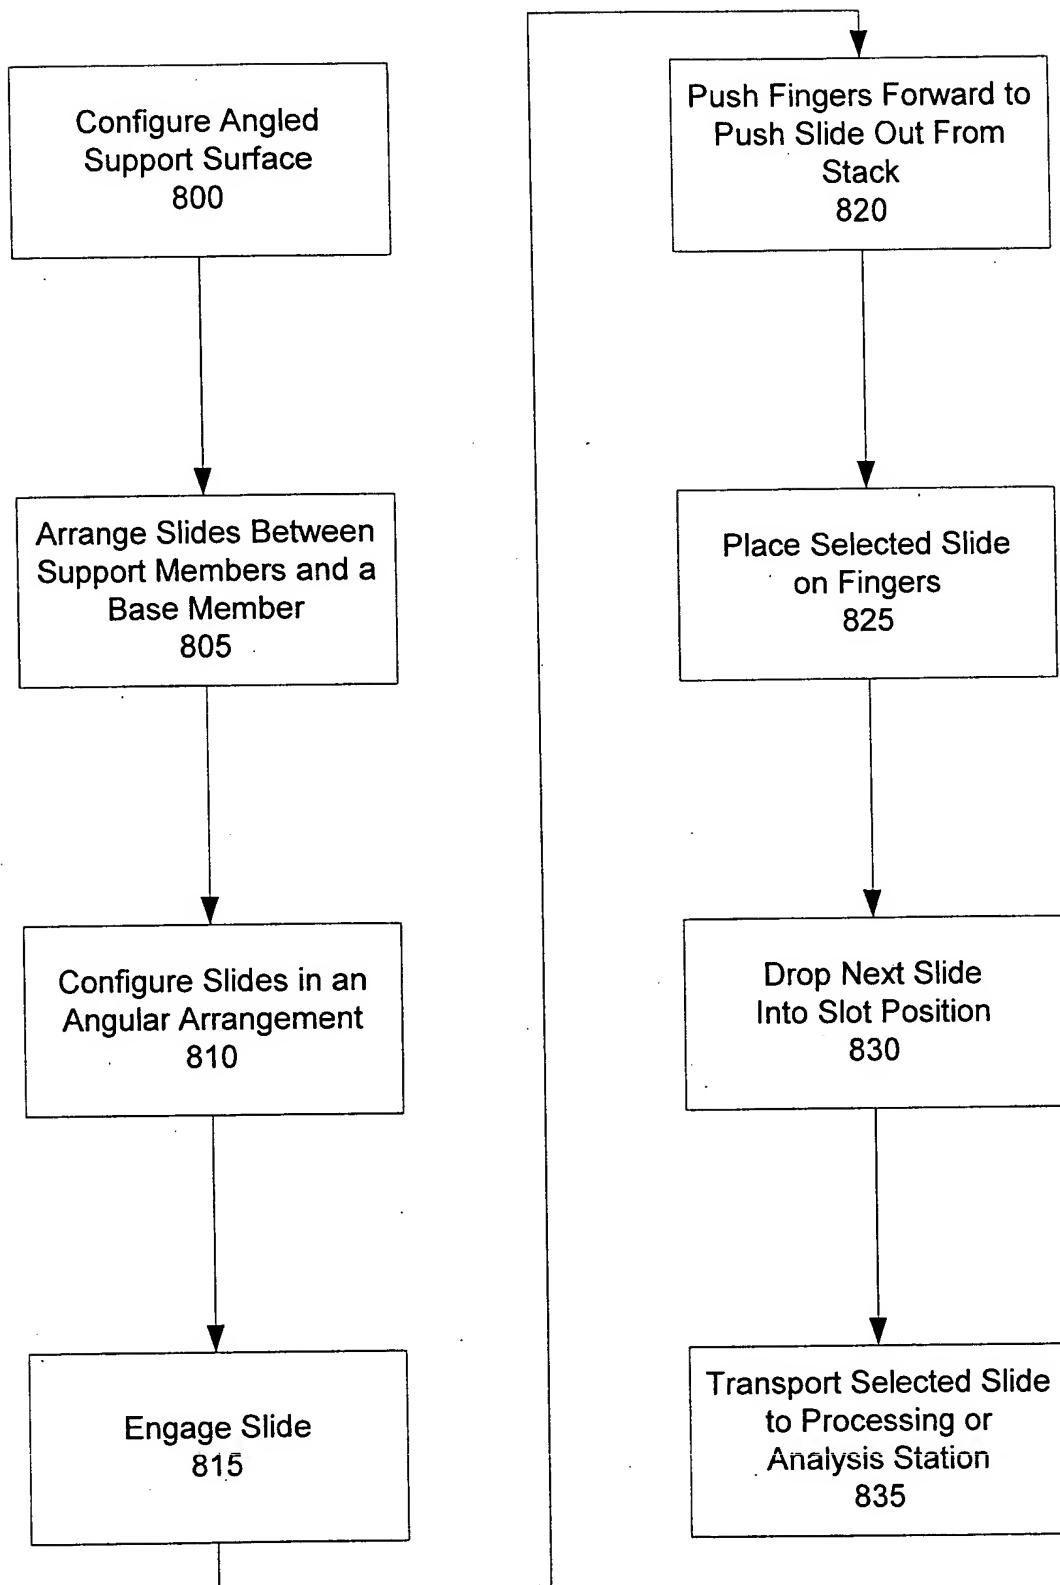 Configure Angled
Support Surface
800
Arrange Slides Between
Support Members and a
Base Member
805
Configure Slides in an
Angular Arrangement
810
Engage Slide
815
Push Fingers Forward to
Push Slide Out From
Stack
820
Place Selected Slide
on Fingers
825
Drop Next Slide
Into Slot Position
830
Transport Selected Slide
to Processing or
Analysis Station
835